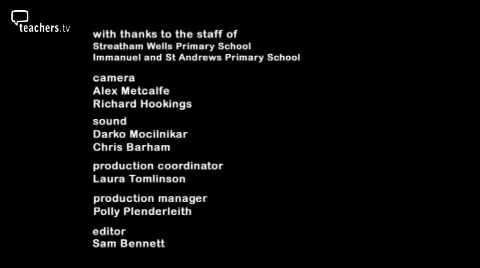 teachers.tv
with thanks to the staff of
Streatham Wells Primary School
Immanuel and St Andrews Primary School
camera
Alex Metcalfe
Richard Hookings
sound
Darko Mocilnikar
Chris Barham
production coordinator
Laura Tomlinson
production manager
Polly Plenderleith
editor
Sam Bennett